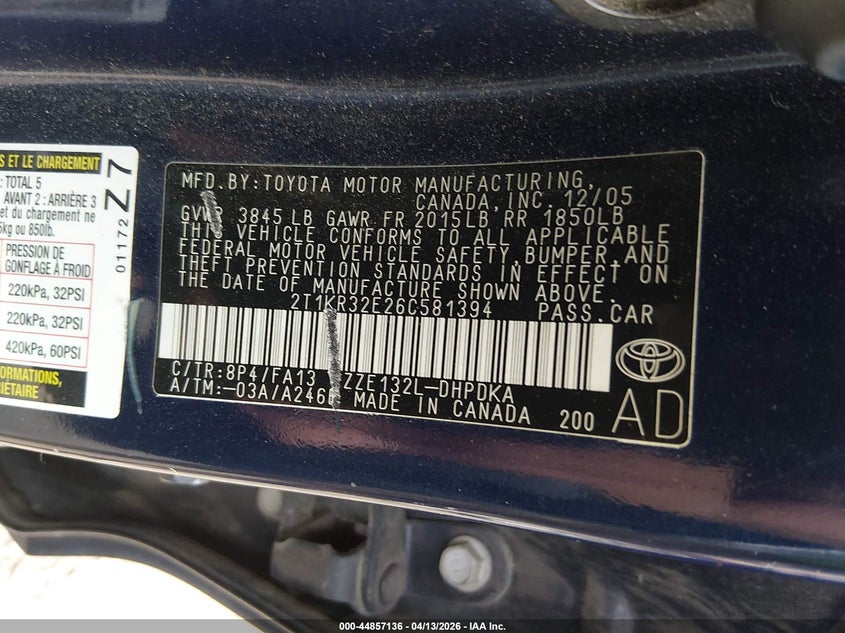 S ET LE CHARGEMENT
: TOTAL 5
AVANT 2 : ARRIÈRE 3
et du chargement ne
kg ou 850lb.
PRESSION DE
GONFLAGE À FROID
220kPa, 32PSI
220kPa, 32PSI
420kPa, 60PSI
FORMATIONS,
RIÉTAIRE
01172
Z7
MFD.BY:TOYOTA MOTOR MANUFACTURING,
CANADA, INC. 12/05
GVWR 3845 LB GAWR FR 2015LB RR 1850LB
THIS VEHICLE CONFORMS TO ALL APPLICABLE
FEDERAL MOTOR VEHICLE SAFETY, BUMPER, AND
THEFT PREVENTION STANDARDS IN EFFECT ON
THE DATE OF MANUFACTURE SHOWN ABOVE.
2T1KR32E26C581394 PASS.CAR
C/TR:8P4/FA13 ZZE132L-DHPDKA
A/TM:-03A/A246E MADE IN CANADA 200
AD
000-44857136 - 04/13/2026 - IAA, Inc.